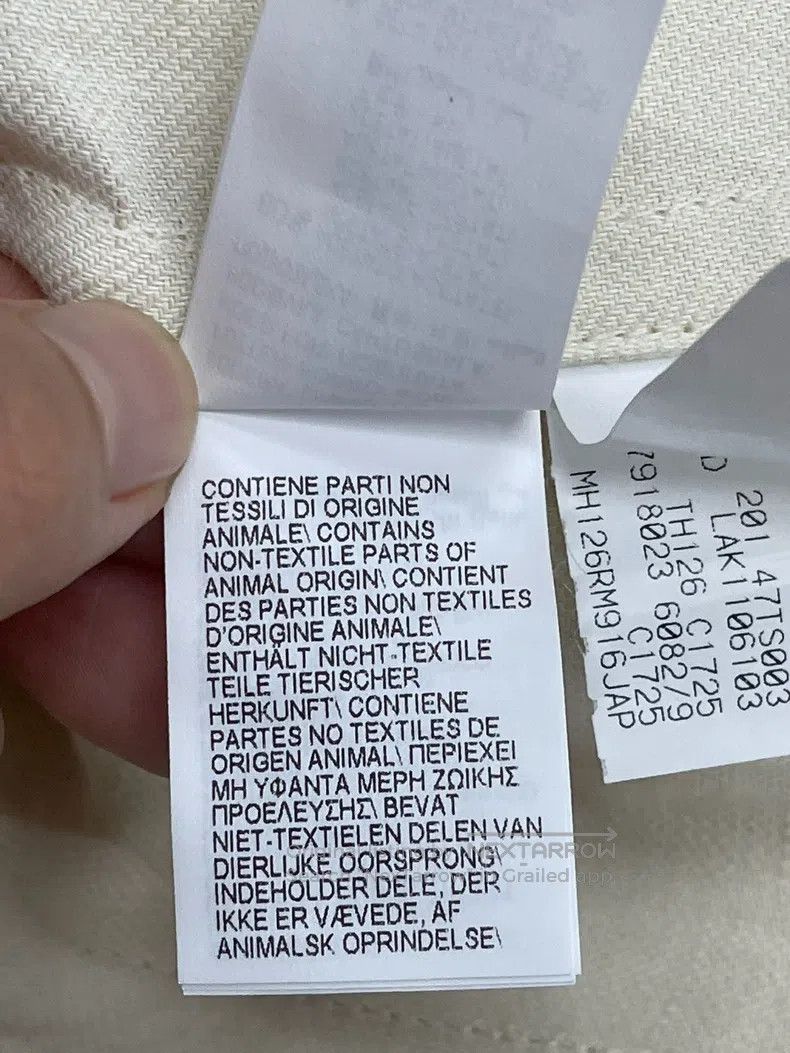 CONTIENE PARTI NON
TESSILI DI ORIGINE
ANIMALE\ CONTAINS
NON-TEXTILE PARTS OF
ANIMAL ORIGIN\ CONTIENT
DES PARTIES NON TEXTILES
D'ORIGINE ANIMALE\
ENTHÄLT NICHT-TEXTILE
TEILE TIERISCHER
HERKUNFT\ CONTIENE
PARTES NO TEXTILES DE
ORIGEN ANIMAL\ ΠΕΡΙΕΧΕΙ
ΜΗ ΥΦΑΝΤΑ ΜΕΡΗ ΖΩΙΚΗΣ
ΠΡΟΕΛΕΥΣΗΣ\ BEVAT
NIET-TEXTIELEN DELEN VAN
DIERLIJKE OORSPRONG\
INDEHOLDER DELE, DER
IKKE ER VÆVEDE, AF
ANIMALSK OPRINDELSE\
201 47TS003
LAK1106103
D
TH126 C1725
7918023 6082/9
C1725
MH126RM916JAP
NEXTARROW
on Grailed app